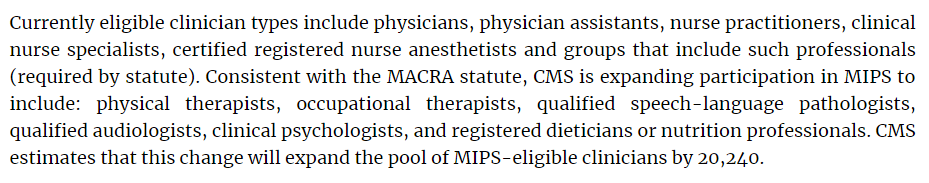 Currently eligible clinician types include physicians, physician assistants, nurse practitioners, clinical
nurse specialists, certified registered nurse anesthetists and groups that include such professionals
(required by statute). Consistent with the MACRA statute, CMS is expanding participation in MIPS to
include: physical therapists, occupational therapists, qualified speech-language pathologists,
qualified audiologists, clinical psychologists, and registered dieticians or nutrition professionals. CMS
estimates that this change will expand the pool of MIPS-eligible clinicians by 20,240.